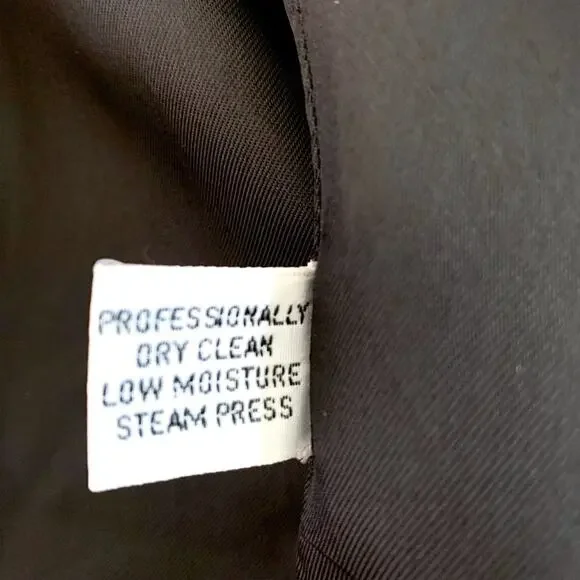 PROFESSIONALLY
DRY CLEAN
LOW MOISTURE
STEAM PRESS